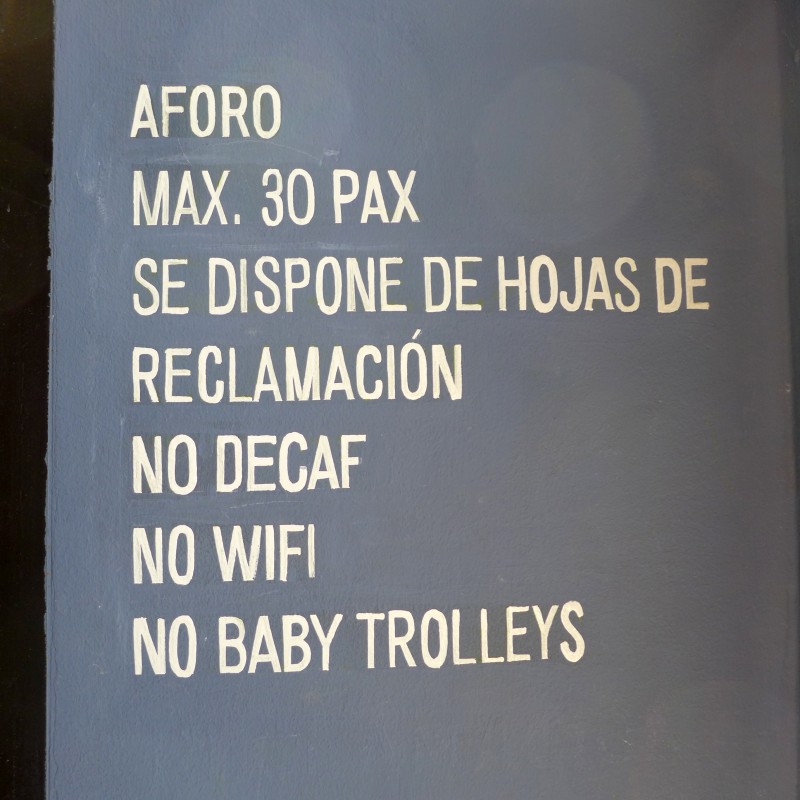 AFORO
MAX. 30 PAX
SE DISPONE DE HOJAS DE
RECLAMACIÓN
NO DECAF
NO WIFI
NO BABY TROLLEYS